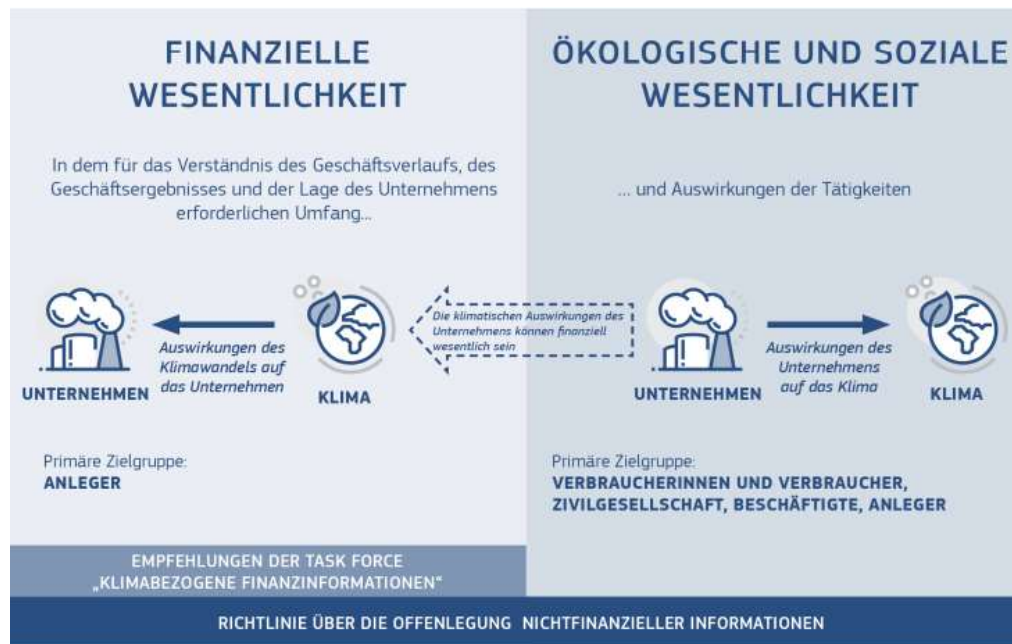 FINANZIELLE
WESENTLICHKEIT
In dem für das Verständnis des Geschäftsverlaufs, des
Geschäftsergebnisses und der Lage des Unternehmens
erforderlichen Umfang...
Auswirkungen des
Klimawandels auf
das Unternehmen
UNTERNEHMEN
KLIMA
Primäre Zielgruppe:
ANLEGER
EMPFEHLUNGEN DER TASK FORCE
„KLIMABEZOGENE FINANZINFORMATIONEN“
Die klimatischen Auswirkungen des
Unternehmens können finanziell
wesentlich sein
ÖKOLOGISCHE UND SOZIALE
WESENTLICHKEIT
... und Auswirkungen der Tätigkeiten
Auswirkungen des
Unternehmens
auf das Klima
UNTERNEHMEN
KLIMA
Primäre Zielgruppe:
VERBRAUCHERINNEN UND VERBRAUCHER,
ZIVILGESELLSCHAFT, BESCHÄFTIGTE, ANLEGER
RICHTLINIE ÜBER DIE OFFENLEGUNG NICHTFINANZIELLER INFORMATIONEN